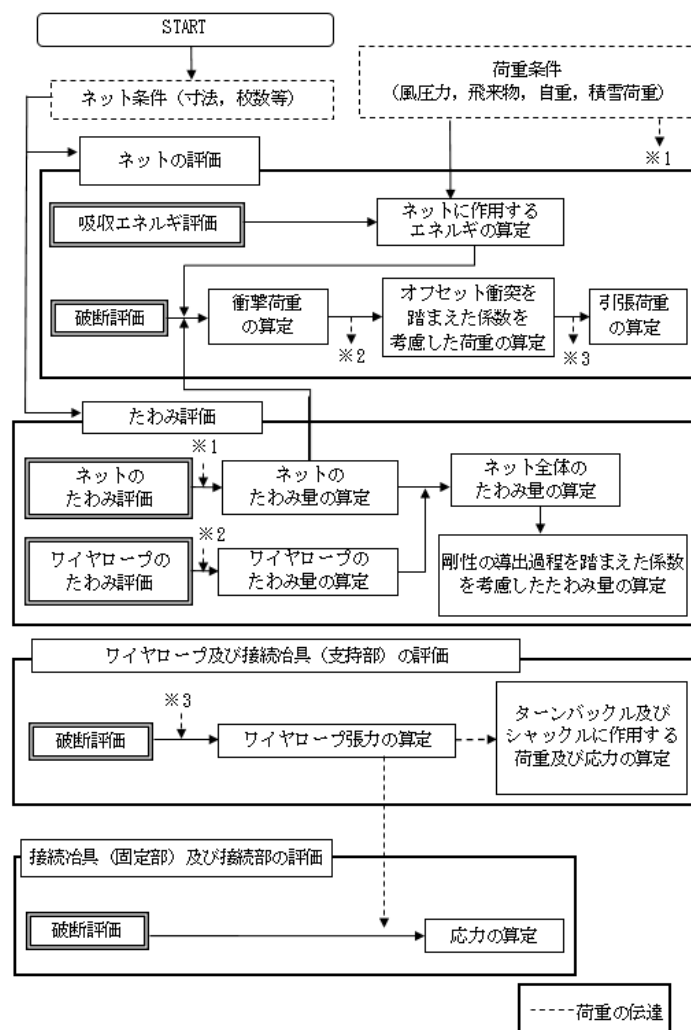 START
ネット条件（寸法，枚数等）
荷重条件
（風圧力，飛来物，自重，積雪荷重）
※1
ネットの評価
吸収エネルギ評価
ネットに作用する
エネルギの算定
破断評価
衝撃荷重
の算定
※2
オフセット衝突を
踏まえた係数を
考慮した荷重の算定
※3
引張荷重
の算定
たわみ評価
ネットの
たわみ評価
※1
ネットの
たわみ量の算定
ネット全体の
たわみ量の算定
ワイヤロープの
たわみ評価
※2
ワイヤロープの
たわみ量の算定
剛性の導出過程を踏まえた係数
を考慮したたわみ量の算定
ワイヤロープ及び接続冶具（支持部）の評価
破断評価
※3
ワイヤロープ張力の算定
ターンバックル及び
シャックルに作用する
荷重及び応力の算定
接続冶具（固定部）及び接続部の評価
破断評価
応力の算定
荷重の伝達